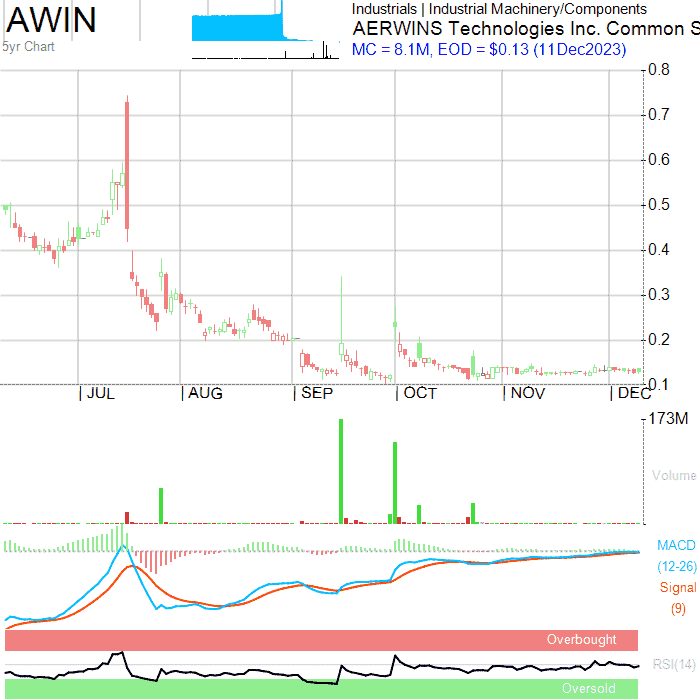 AWIN
5yr Chart
Industrials | Industrial Machinery/Components
AERWINS Technologies Inc. Common S
MC = 8.1M, EOD = $0.13 (11Dec2023)
0.8
0.7
0.6
0.5
0.4
0.3
0.2
0.1
JUL AUG SEP OCT NOV DEC
173M
Volume
MACD
(12-26)
Signal
(9)
Overbought
RSI(14)
Oversold